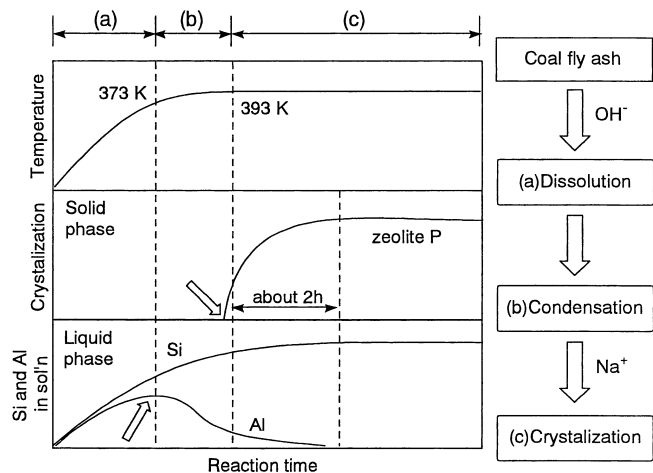 (a)
(b)
(c)
Temperature
373 K
393 K
Crystalization
Solid
phase
zeolite P
about 2h
Si and Al
in sol'n
Liquid
phase
Si
Al
Reaction time
Coal fly ash
OH⁻
(a)Dissolution
(b)Condensation
Na⁺
(c)Crystalization